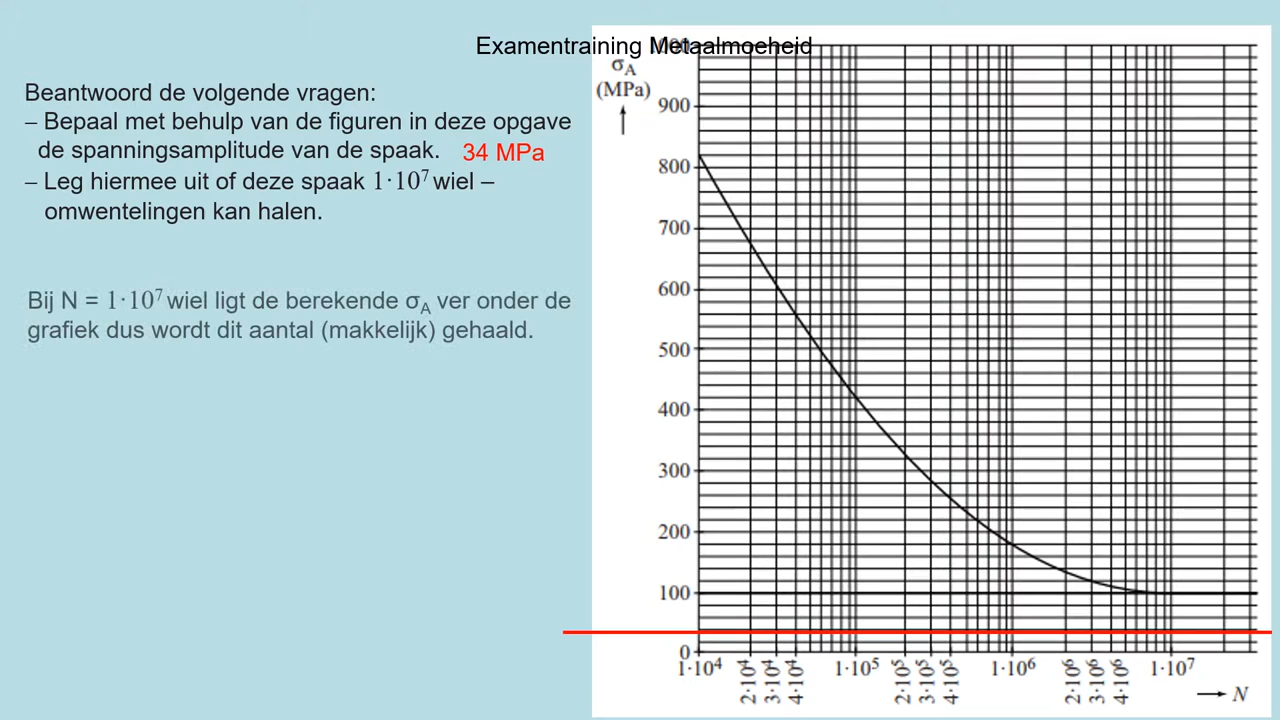 Examentraining Metaalmoeheid
Beantwoord de volgende vragen:
– Bepaal met behulp van de figuren in deze opgave
de spanningsamplitude van de spaak. 34 MPa
– Leg hiermee uit of deze spaak 1·10⁷ wiel –
omwentelingen kan halen.
Bij N = 1·10⁷ wiel ligt de berekende σA ver onder de
grafiek dus wordt dit aantal (makkelijk) gehaald.
σA
(MPa)
900
800
700
600
500
400
300
200
100
0
1·10⁴ 2·10⁴ 3·10⁴ 4·10⁴ 1·10⁵ 2·10⁵ 3·10⁵ 4·10⁵ 1·10⁶ 2·10⁶ 3·10⁶ 4·10⁶ 1·10⁷
N